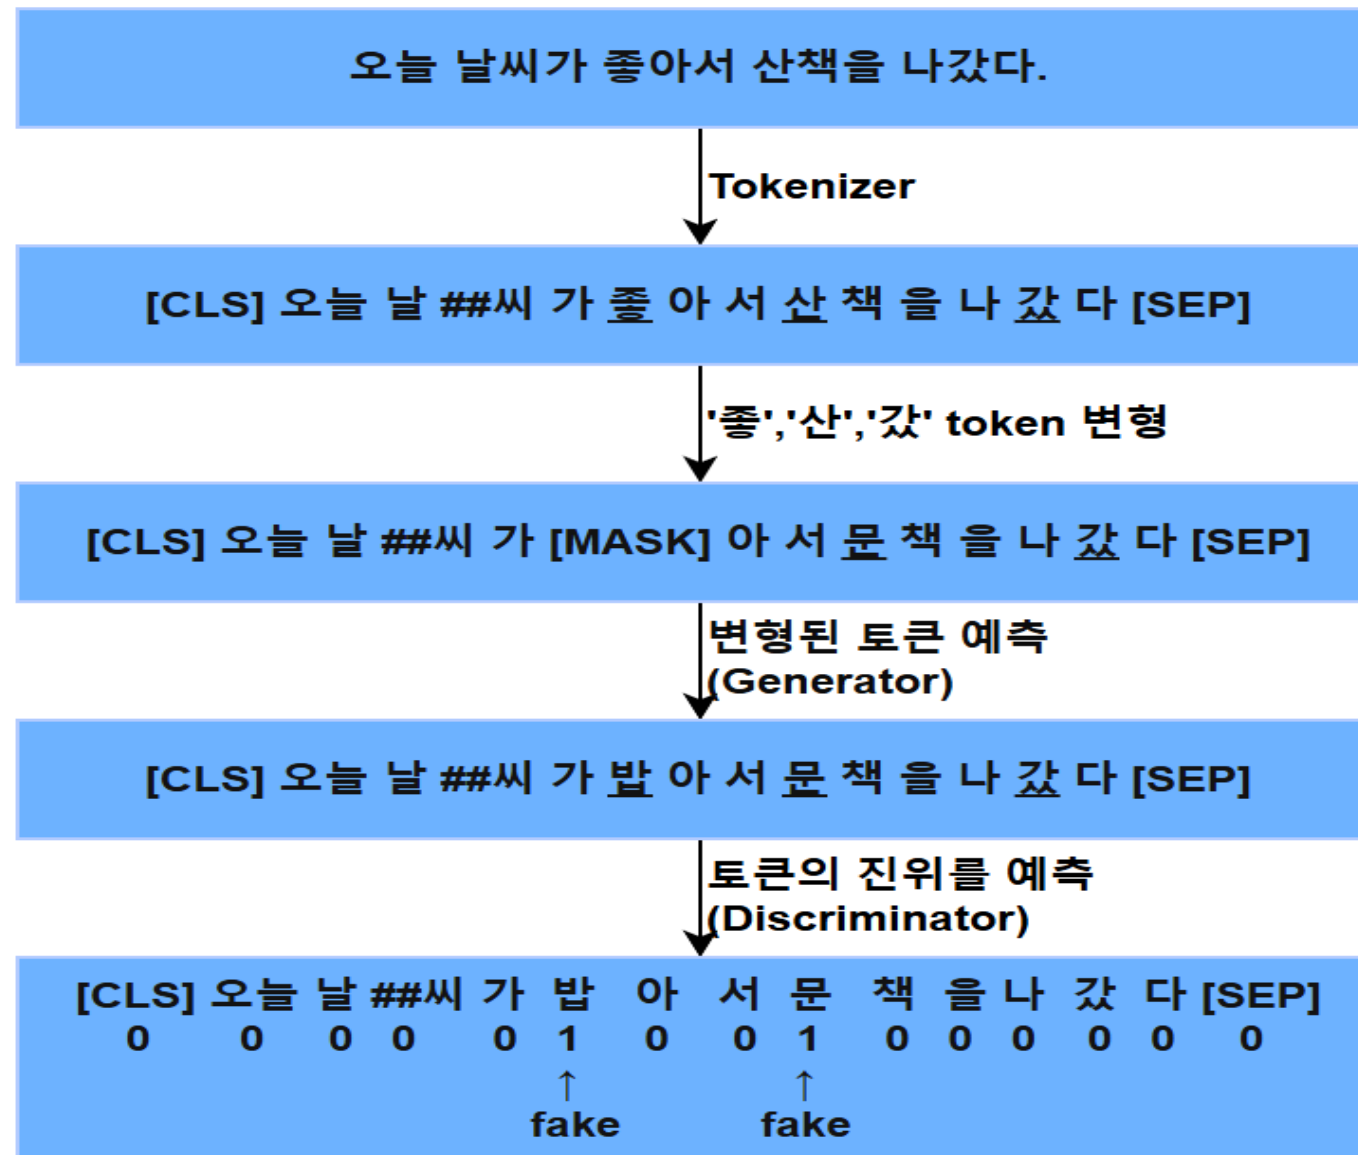 오늘 날씨가 좋아서 산책을 나갔다.
Tokenizer
[CLS] 오늘 날 ##씨 가 좋 아 서 산 책 을 나 갔 다 [SEP]
'좋','산','갔' token 변형
[CLS] 오늘 날 ##씨 가 [MASK] 아 서 문 책 을 나 갔 다 [SEP]
변형된 토큰 예측
(Generator)
[CLS] 오늘 날 ##씨 가 밥 아 서 문 책 을 나 갔 다 [SEP]
토큰의 진위를 예측
(Discriminator)
[CLS] 오늘 날 ##씨 가 밥 아 서 문 책 을 나 갔 다 [SEP]
0 0 0 0 0 1 0 0 1 0 0 0 0 0 0
↑ ↑
fake fake